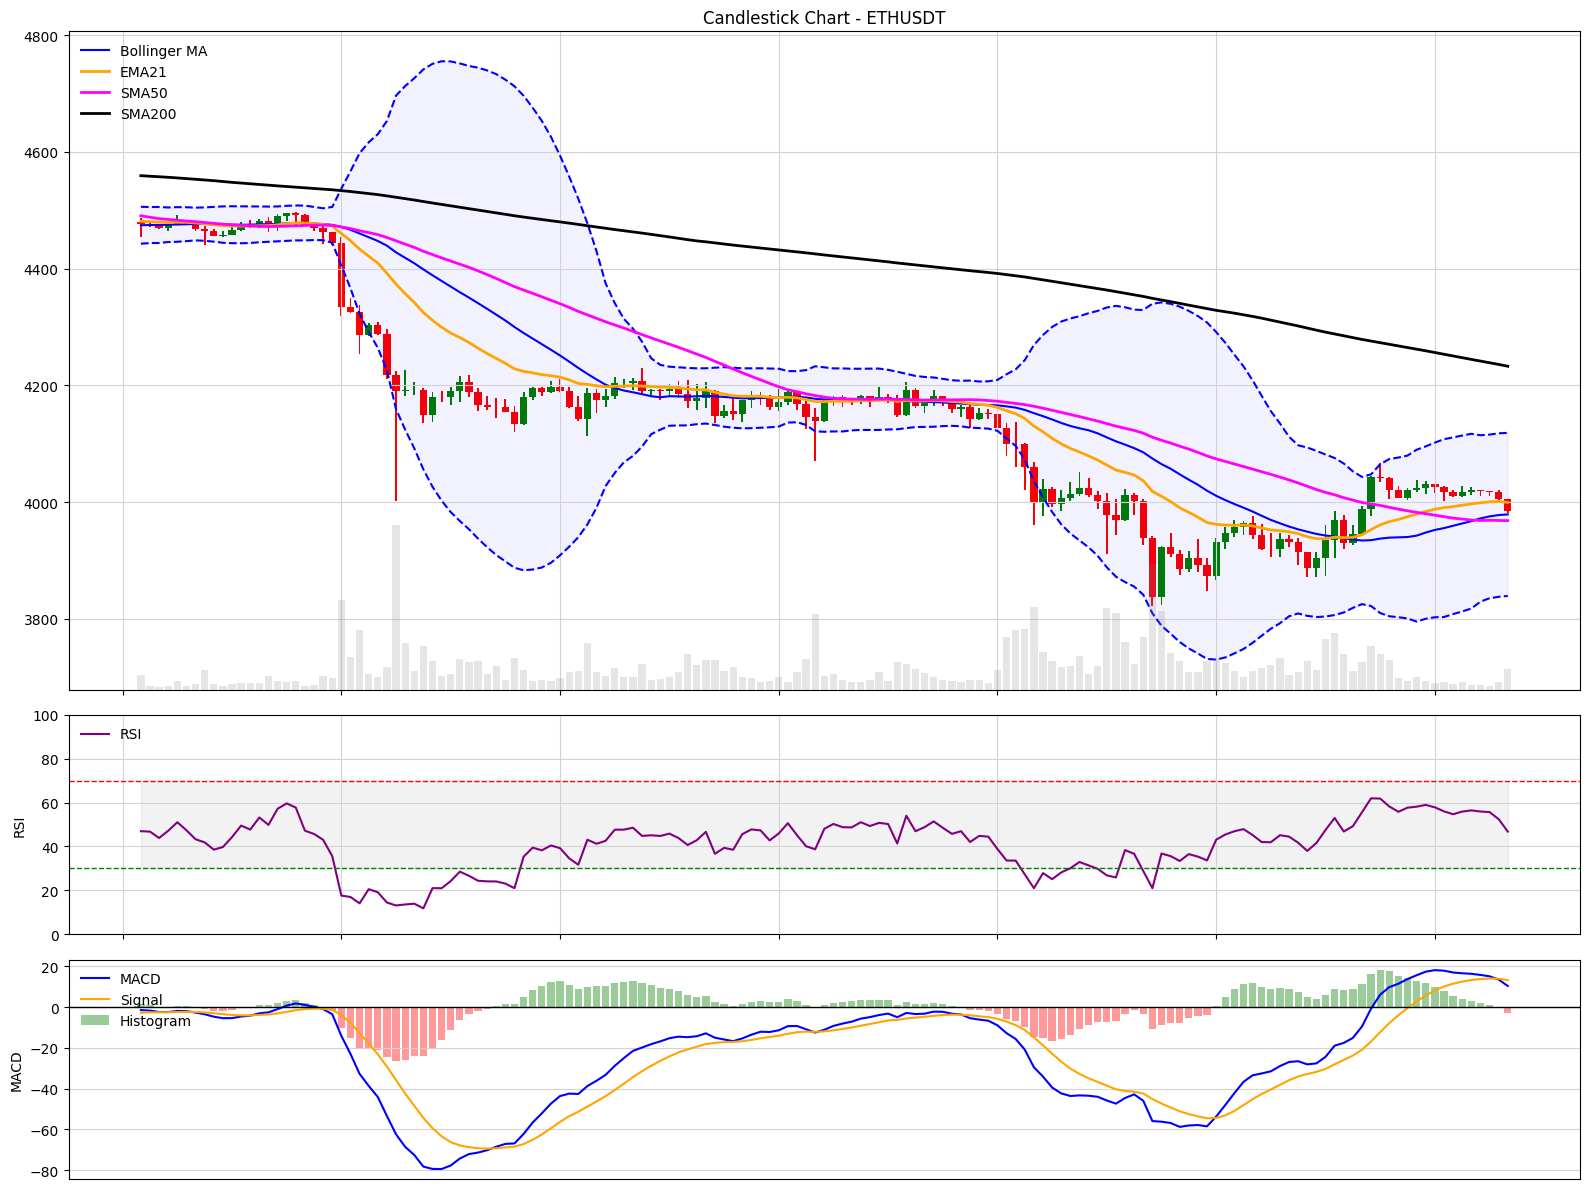 Candlestick Chart - ETHUSDT
4800
4600
4400
4200
4000
3800
Bollinger MA
EMA21
SMA50
SMA200
100
80
60
40
20
0
RSI
RSI
20
0
−20
−40
−60
−80
MACD
MACD
Signal
Histogram